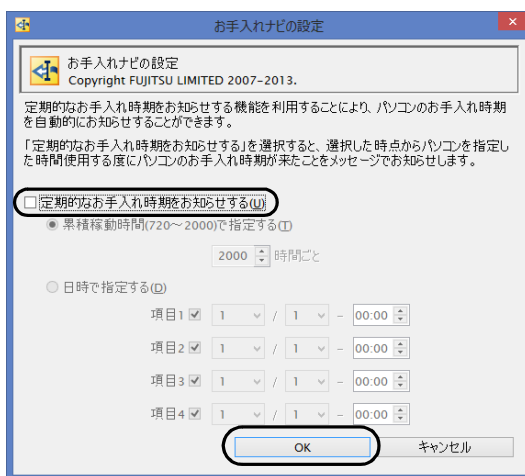 お手入れナビの設定
お手入れナビの設定
Copyright FUJITSU LIMITED 2007-2013.
定期的なお手入れ時期をお知らせする機能を利用することにより、パソコンのお手入れ時期
を自動的にお知らせすることができます。
「定期的なお手入れ時期をお知らせする」を選択すると、選択した時点からパソコンを指定し
た時間使用する度にパソコンのお手入れ時期が来たことをメッセージでお知らせします。
定期的なお手入れ時期をお知らせする(U)
累積稼動時間(720～2000)で指定する(T)
2000 時間ごと
日時で指定する(D)
項目1 1 / 1 - 00:00
項目2 1 / 1 - 00:00
項目3 1 / 1 - 00:00
項目4 1 / 1 - 00:00
OK キャンセル